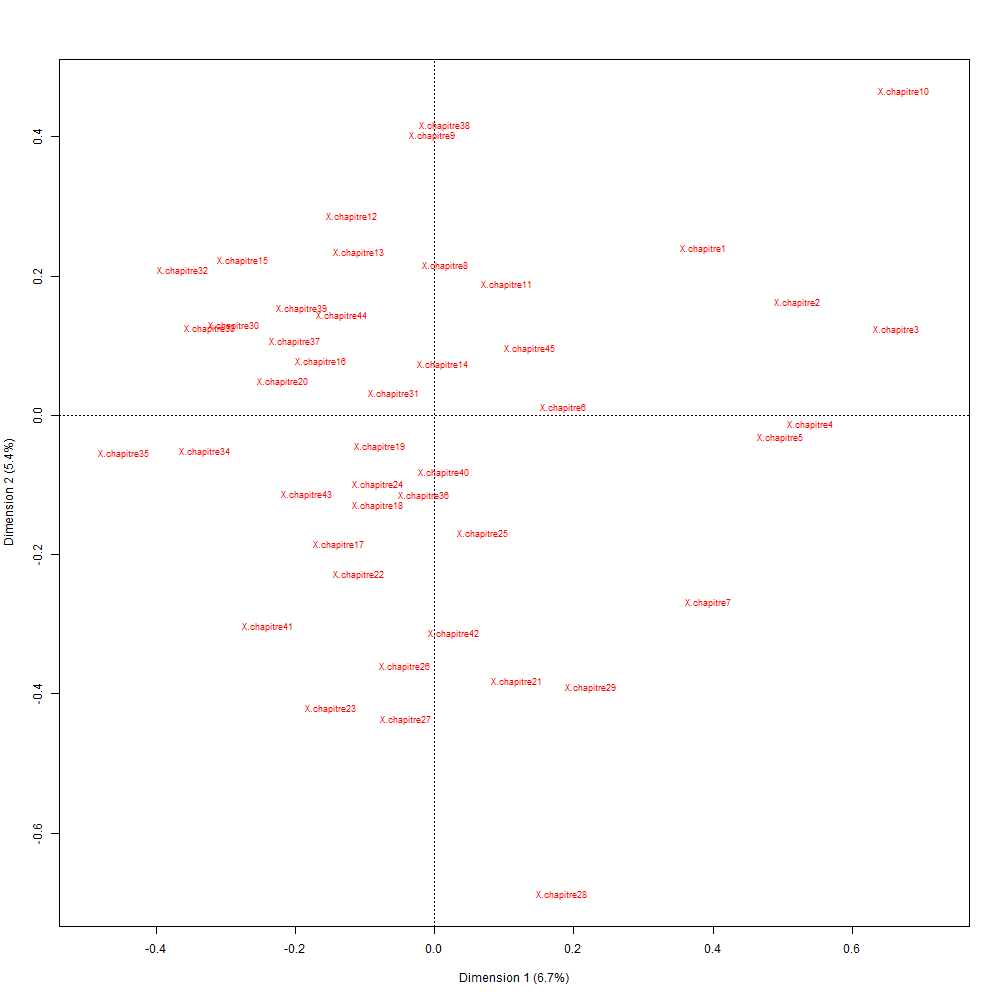 X.chapitre10
X.chapitre38
X.chapitre9
0.4
X.chapitre12
X.chapitre1
X.chapitre13
X.chapitre15
X.chapitre8
X.chapitre32
0.2
X.chapitre11
X.chapitre2
X.chapitre39
X.chapitre44
X.chapitre30
X.chapitre3
X.chapitre37
X.chapitre45
X.chapitre16
X.chapitre14
X.chapitre20
X.chapitre31
X.chapitre6
0.0
X.chapitre4
X.chapitre5
X.chapitre19
X.chapitre34
X.chapitre35
X.chapitre40
X.chapitre24
X.chapitre43
X.chapitre36
X.chapitre18
Dimension 2 (5.4%)
X.chapitre25
X.chapitre17
-0.2
X.chapitre22
X.chapitre7
X.chapitre41
X.chapitre42
X.chapitre26
X.chapitre21
X.chapitre29
-0.4
X.chapitre23
X.chapitre27
-0.6
X.chapitre28
-0.4 -0.2 0.0 0.2 0.4 0.6
Dimension 1 (6.7%)